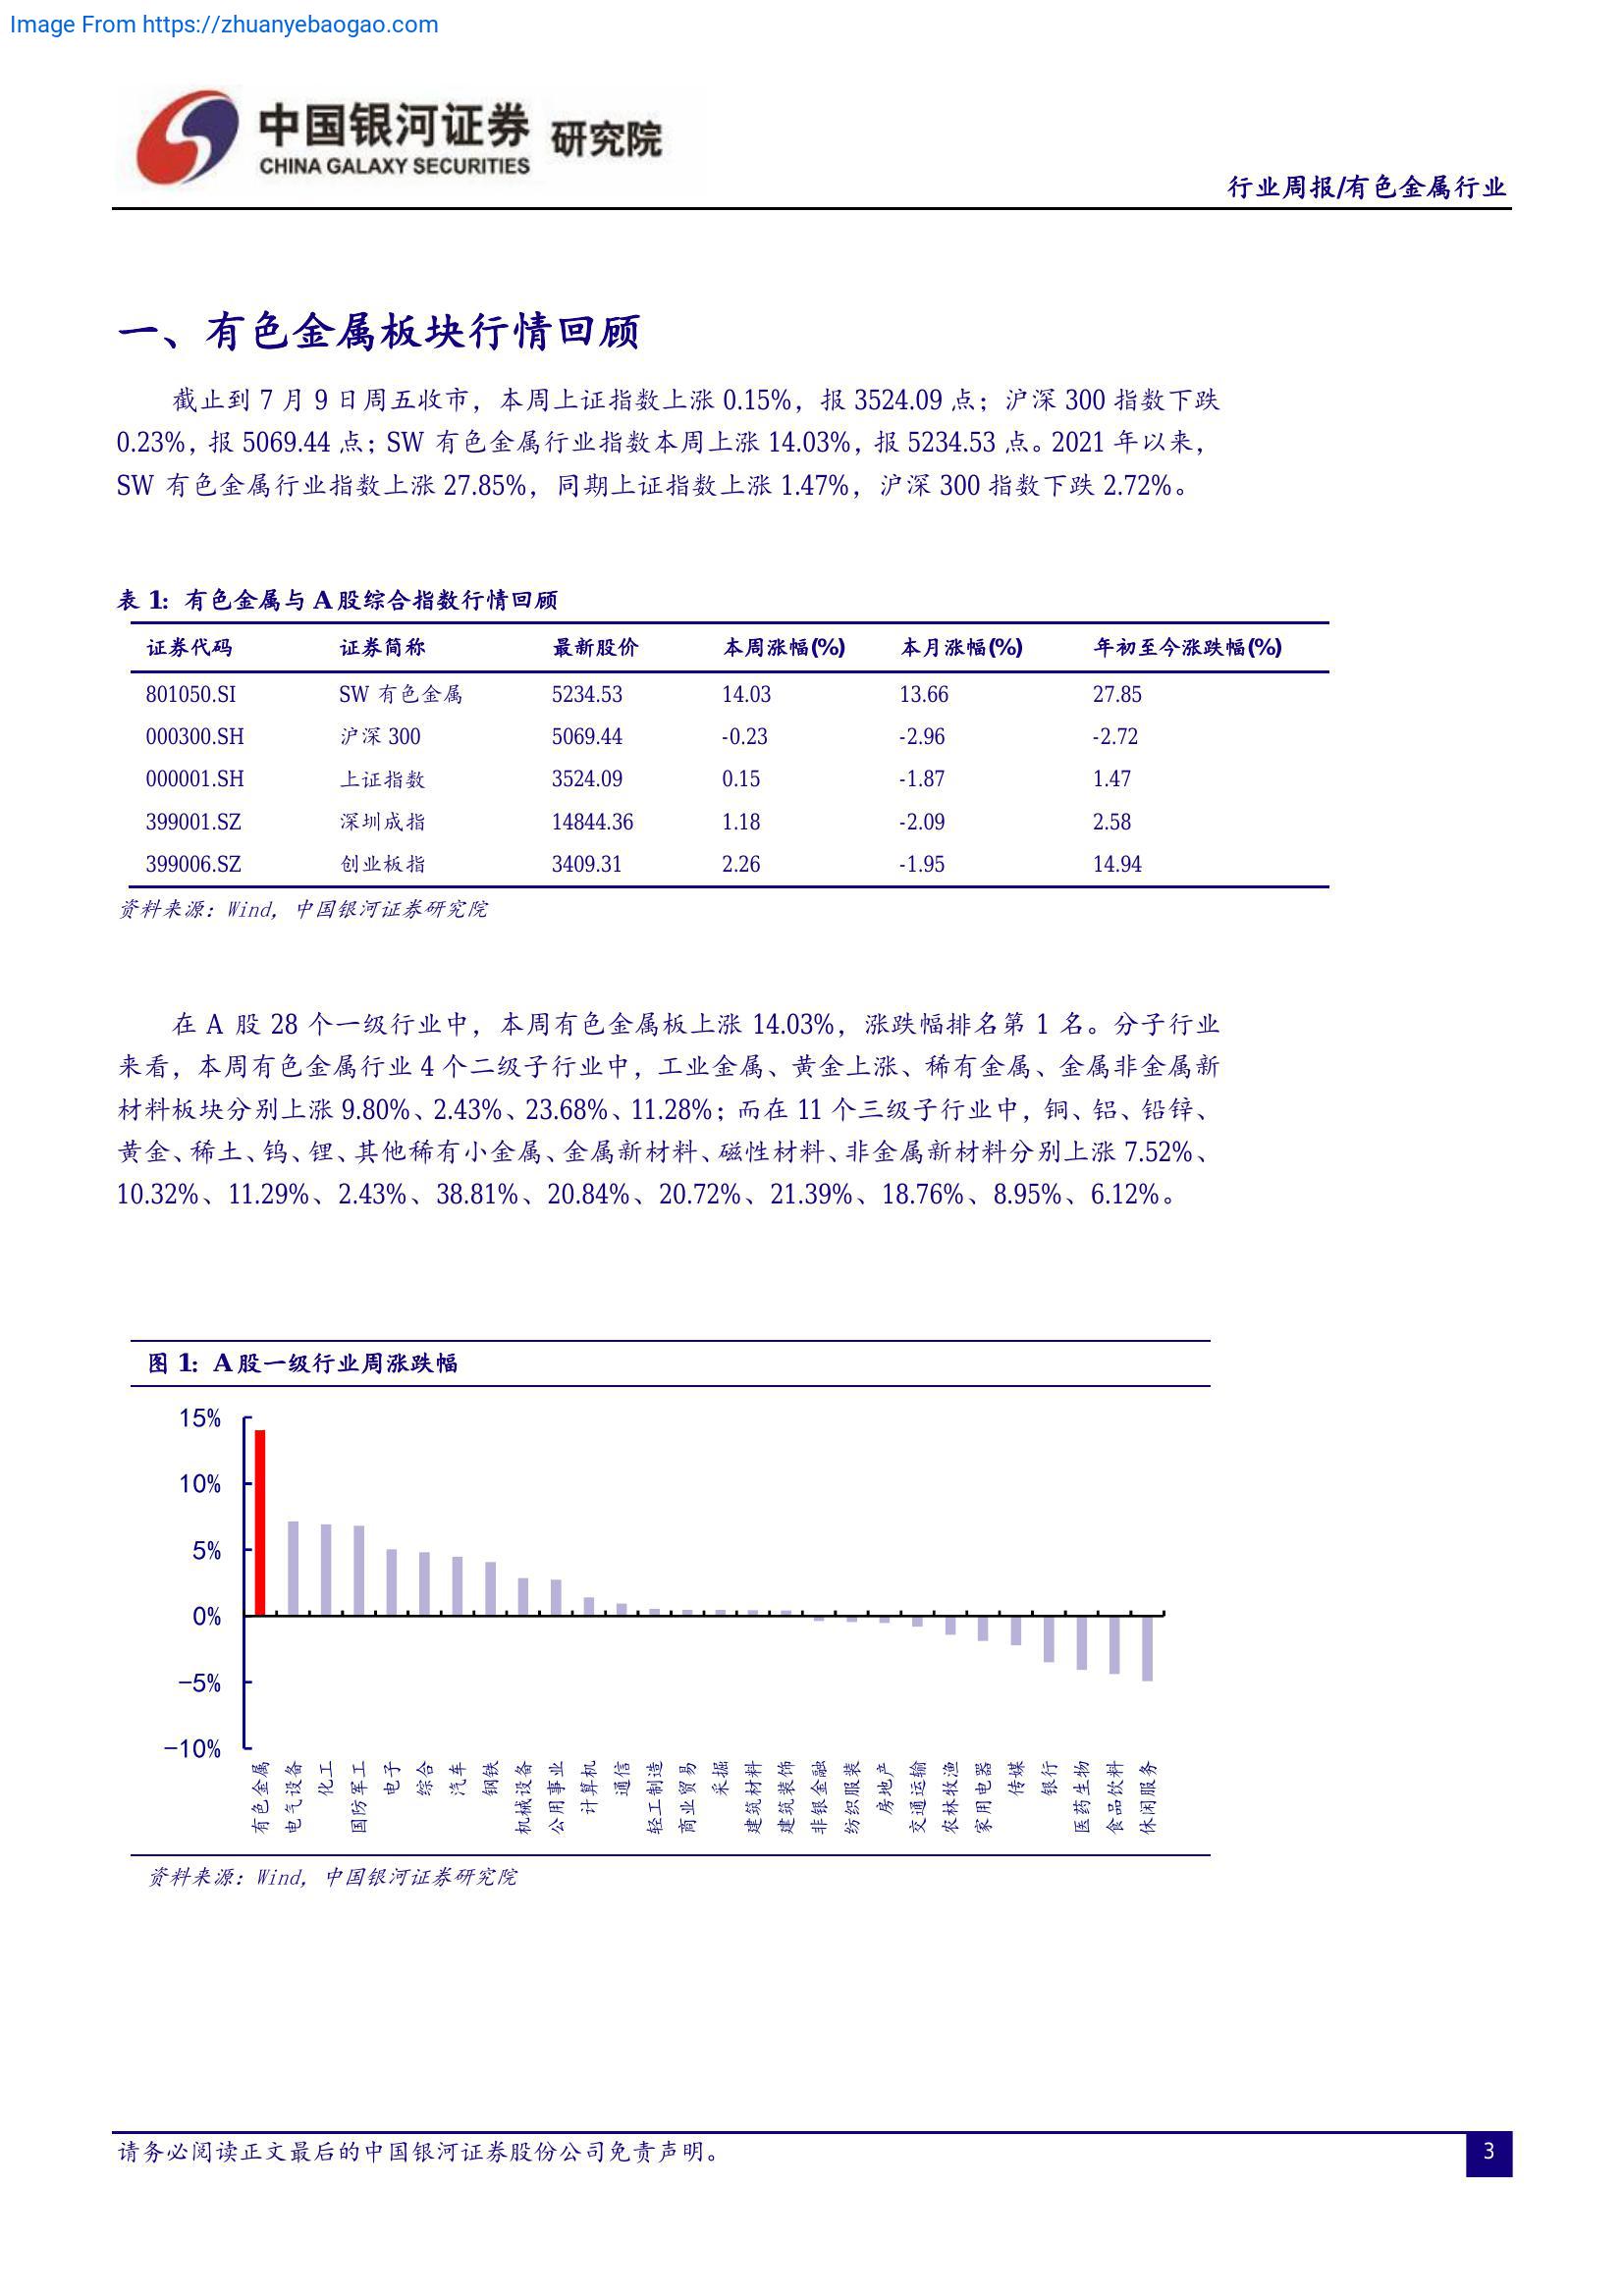 Image From https://zhuanyebaogao.com
中国银河证券 研究院
CHINA GALAXY SECURITIES
行业周报/有色金属行业
一、有色金属板块行情回顾
截止到 7 月 9 日周五收市，本周上证指数上涨 0.15%，报 3524.09 点；沪深 300 指数下跌
0.23%，报 5069.44 点；SW 有色金属行业指数本周上涨 14.03%，报 5234.53 点。2021 年以来，
SW 有色金属行业指数上涨 27.85%，同期上证指数上涨 1.47%，沪深 300 指数下跌 2.72%。
表 1：有色金属与 A 股综合指数行情回顾
证券代码 证券简称 最新股价 本周涨幅(%) 本月涨幅(%) 年初至今涨跌幅(%)
801050.SI SW 有色金属 5234.53 14.03 13.66 27.85
000300.SH 沪深 300 5069.44 -0.23 -2.96 -2.72
000001.SH 上证指数 3524.09 0.15 -1.87 1.47
399001.SZ 深圳成指 14844.36 1.18 -2.09 2.58
399006.SZ 创业板指 3409.31 2.26 -1.95 14.94
资料来源：Wind，中国银河证券研究院
在 A 股 28 个一级行业中，本周有色金属板上涨 14.03%，涨跌幅排名第 1 名。分子行业
来看，本周有色金属行业 4 个二级子行业中，工业金属、黄金上涨、稀有金属、金属非金属新
材料板块分别上涨 9.80%、2.43%、23.68%、11.28%；而在 11 个三级子行业中，铜、铝、铅锌、
黄金、稀土、钨、锂、其他稀有小金属、金属新材料、磁性材料、非金属新材料分别上涨 7.52%、
10.32%、11.29%、2.43%、38.81%、20.84%、20.72%、21.39%、18.76%、8.95%、6.12%。
图 1：A 股一级行业周涨跌幅
15%
10%
5%
0%
-5%
-10%
有色金属
电气设备
化工
国防军工
电子
综合
汽车
钢铁
机械设备
公用事业
计算机
通信
轻工制造
商业贸易
采掘
建筑材料
建筑装饰
非银金融
纺织服装
房地产
交通运输
农林牧渔
家用电器
传媒
银行
医药生物
食品饮料
休闲服务
资料来源：Wind，中国银河证券研究院
请务必阅读正文最后的中国银河证券股份公司免责声明。
3